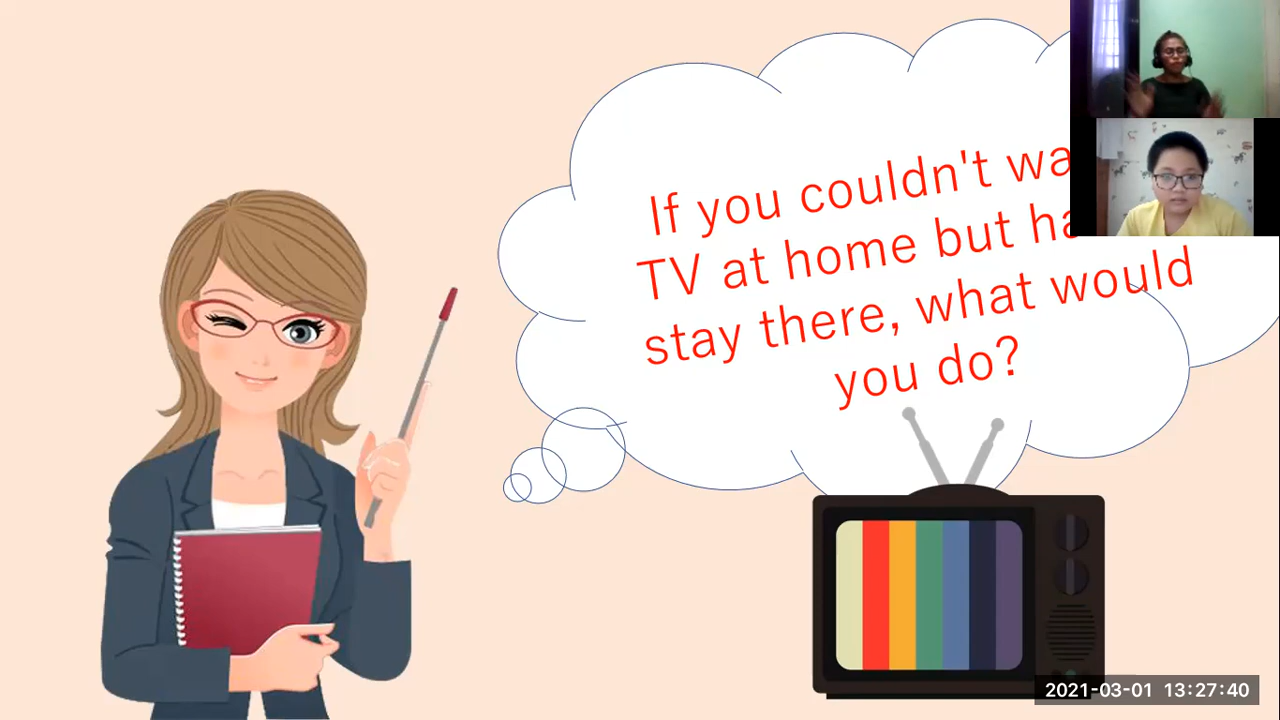 If you couldn't
TV at home but
stay there, what would
you do?
2021-03-01 13:27:40